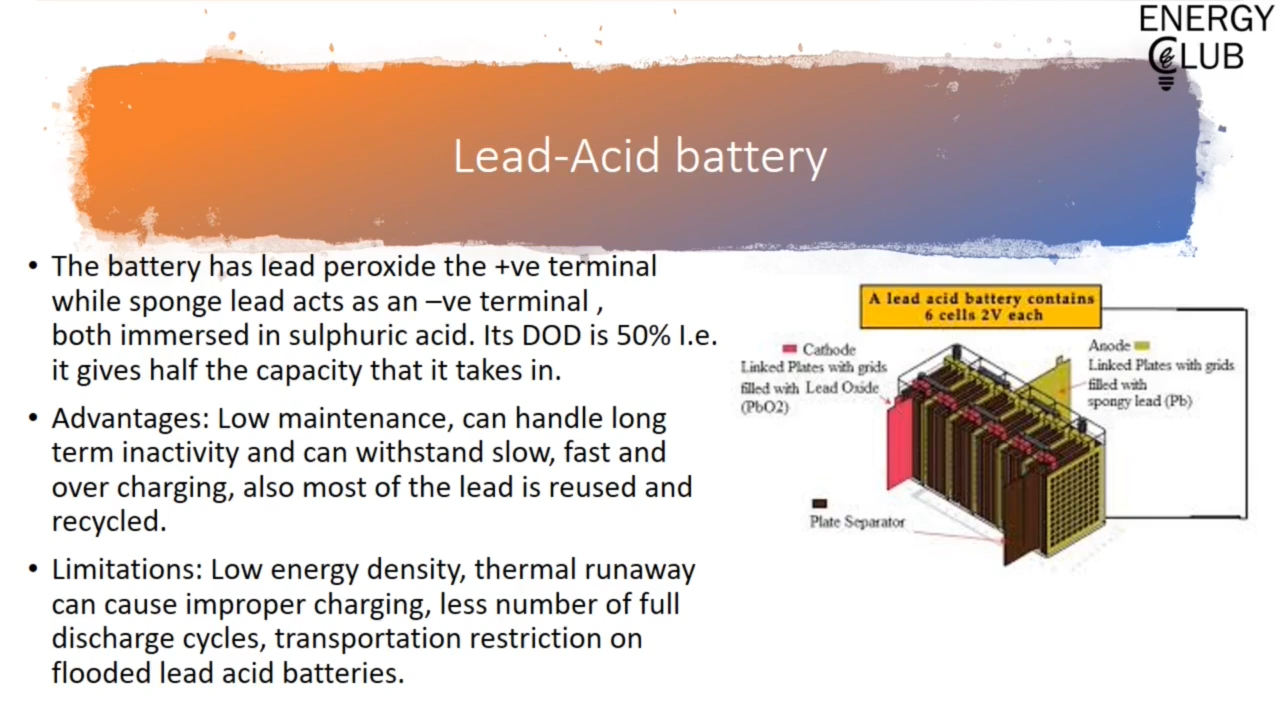 ENERGY
CLUB
Lead-Acid battery
• The battery has lead peroxide the +ve terminal
while sponge lead acts as an –ve terminal ,
both immersed in sulphuric acid. Its DOD is 50% I.e.
it gives half the capacity that it takes in.
• Advantages: Low maintenance, can handle long
term inactivity and can withstand slow, fast and
over charging, also most of the lead is reused and
recycled.
• Limitations: Low energy density, thermal runaway
can cause improper charging, less number of full
discharge cycles, transportation restriction on
flooded lead acid batteries.
A lead acid battery contains
6 cells 2V each
Cathode
Linked Plates with grids
filled with Lead Oxide
(PbO2)
Anode
Linked Plates with grids
filled with
spongy lead (Pb)
Plate Separator